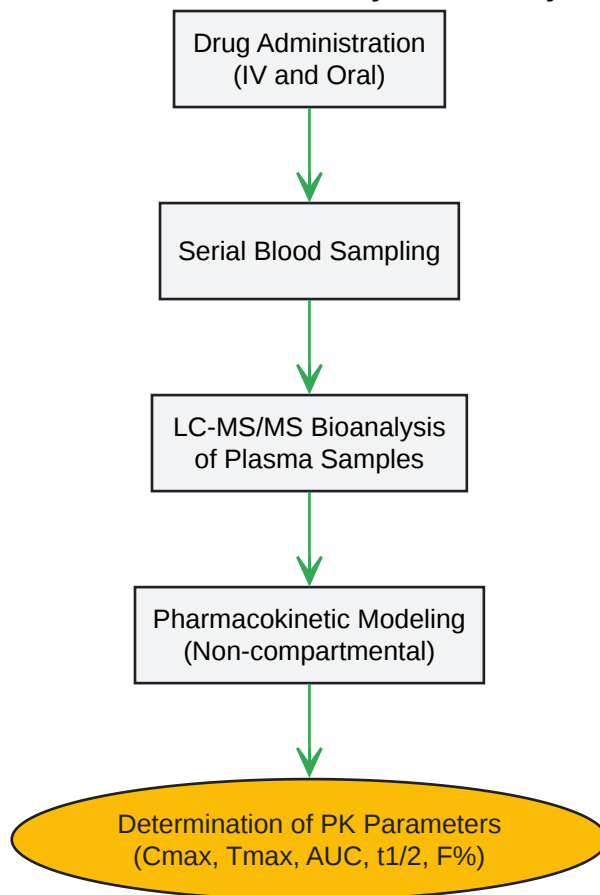 Drug Administration
(IV and Oral)
Serial Blood Sampling
LC-MS/MS Bioanalysis
of Plasma Samples
Pharmacokinetic Modeling
(Non-compartmental)
Determination of PK Parameters
(Cmax, Tmax, AUC, t1/2, F%)